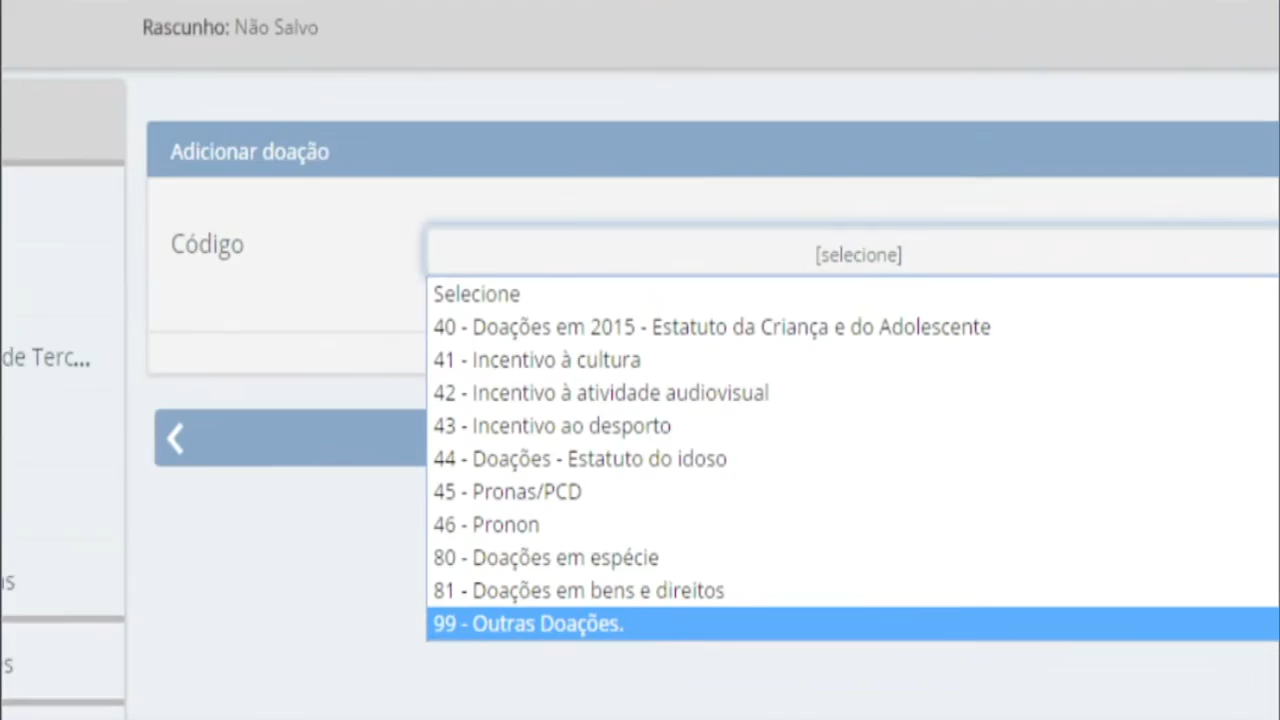 Rascunho: Não Salvo
Adicionar doação
Código
[selecione]
Selecione
40 - Doações em 2015 - Estatuto da Criança e do Adolescente
41 - Incentivo à cultura
de Terc...
42 - Incentivo à atividade audiovisual
43 - Incentivo ao desporto
44 - Doações - Estatuto do idoso
45 - Pronas/PCD
46 - Pronon
80 - Doações em espécie
81 - Doações em bens e direitos
99 - Outras Doações.